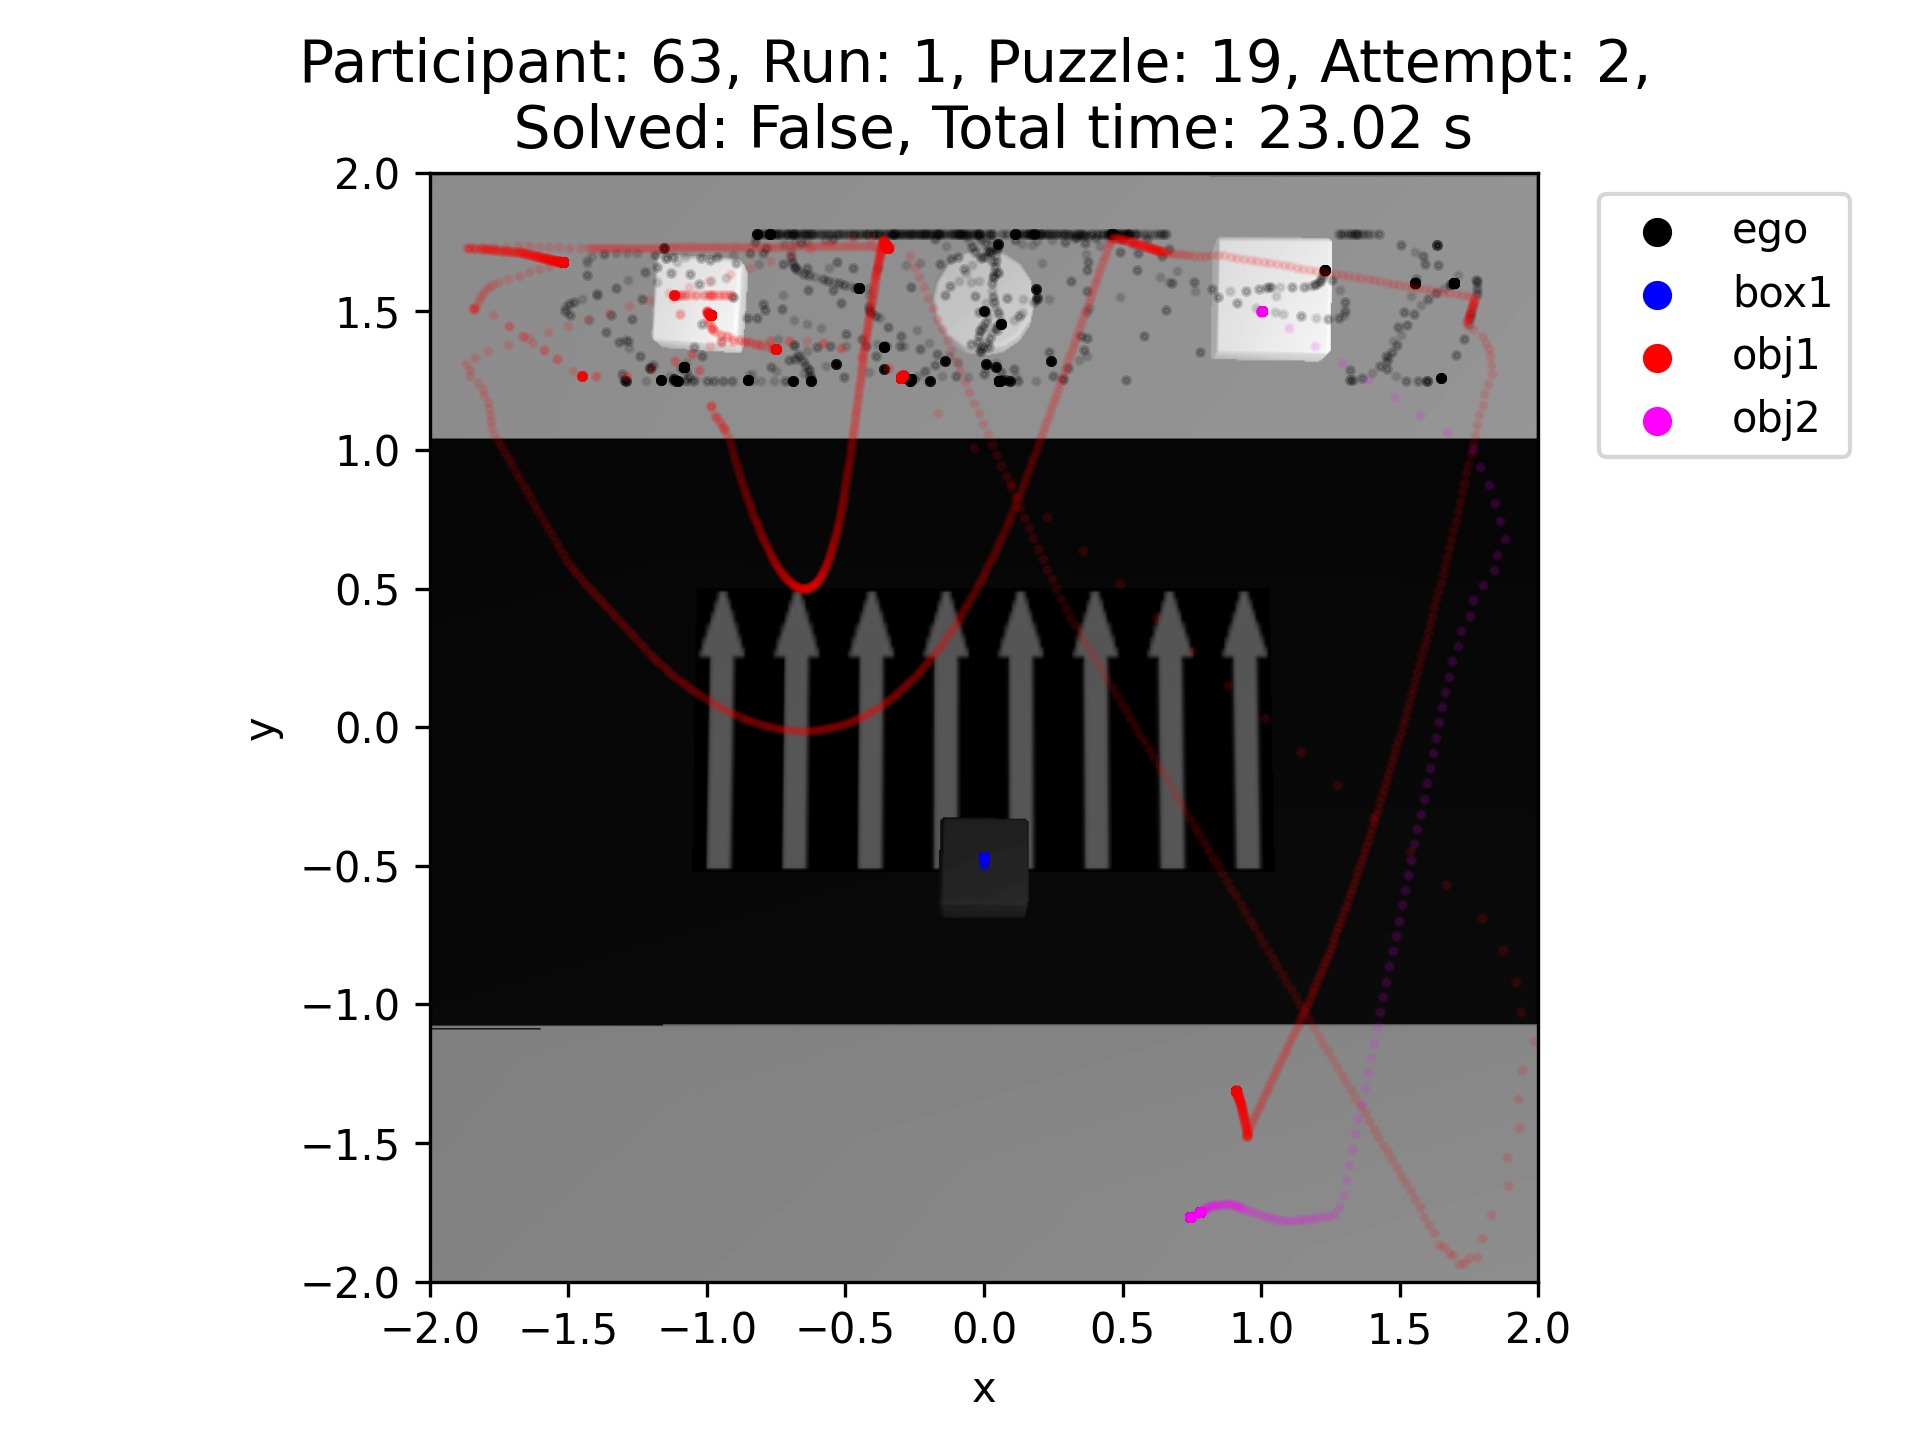 Participant: 63, Run: 1, Puzzle: 19, Attempt: 2,
Solved: False, Total time: 23.02 s
ego
box1
obj1
obj2
2.0
1.5
1.0
0.5
0.0
−0.5
−1.0
−1.5
−2.0
y
−2.0 −1.5 −1.0 −0.5 0.0 0.5 1.0 1.5 2.0
x